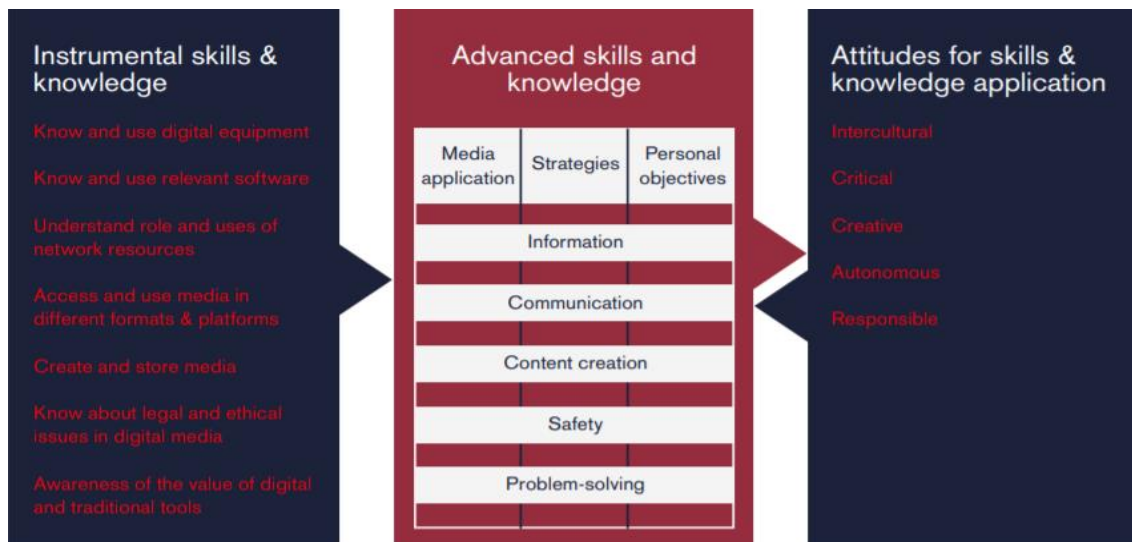 Instrumental skills &
knowledge
Know and use digital equipment
Know and use relevant software
Understand role and uses of
network resources
Access and use media in
different formats & platforms
Create and store media
Know about legal and ethical
issues in digital media
Awareness of the value of digital
and traditional tools
Advanced skills and
knowledge
Media
application
Strategies
Personal
objectives
Information
Communication
Content creation
Safety
Problem-solving
Attitudes for skills &
knowledge application
Intercultural
Critical
Creative
Autonomous
Responsible